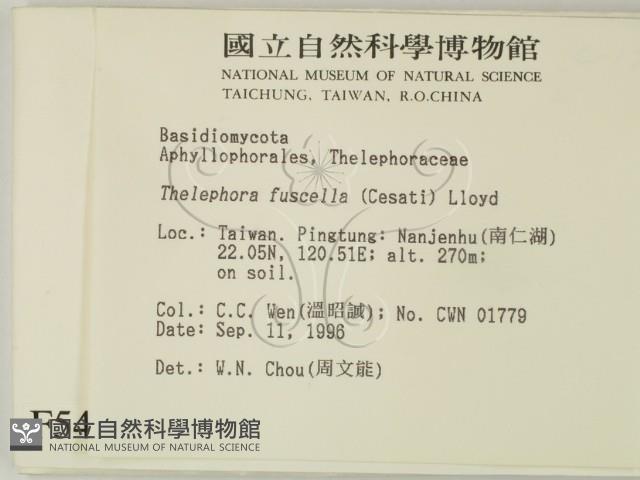 國立自然科學博物館
NATIONAL MUSEUM OF NATURAL SCIENCE
TAICHUNG, TAIWAN, R.O.CHINA
Basidiomycota
Aphyllophorales, Thelephoraceae
Thelephora fuscella (Cesati) Lloyd
Loc.: Taiwan. Pingtung: Nanjenhu(南仁湖)
22.05N, 120.51E; alt. 270m;
on soil.
Col.: C.C. Wen(溫昭誠); No. CWN 01779
Date: Sep. 11, 1996
Det.: W.N. Chou(周文能)
F54
國立自然科學博物館
NATIONAL MUSEUM OF NATURAL SCIENCE